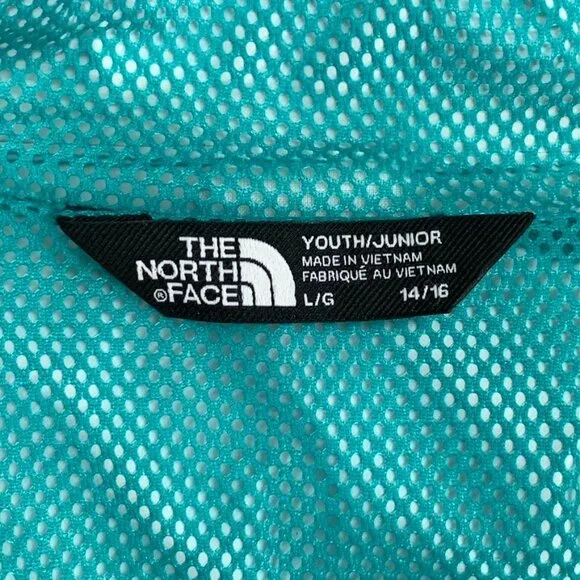 THE
NORTH
®FACE
YOUTH/JUNIOR
MADE IN VIETNAM
FABRIQUÉ AU VIETNAM
L/G 14/16